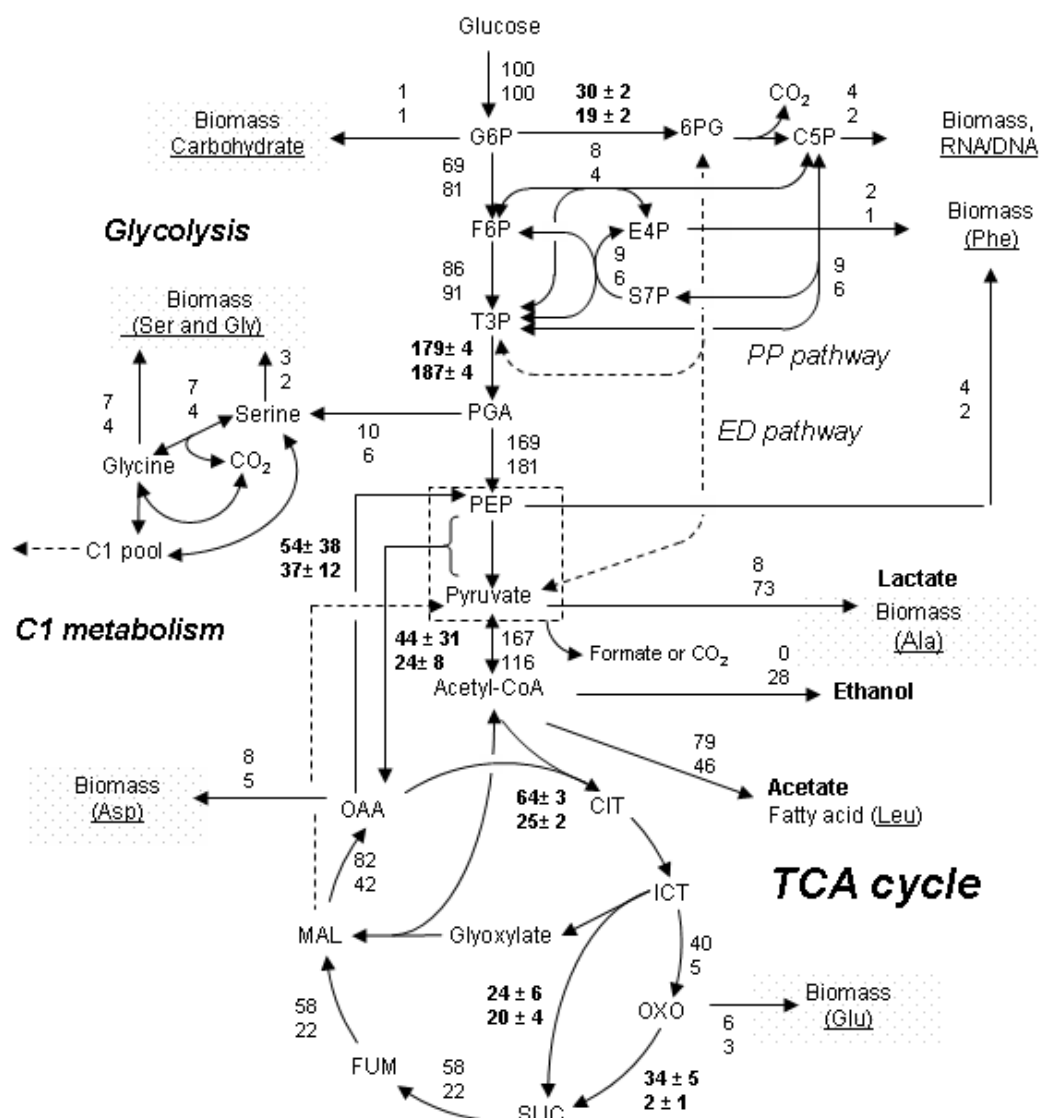 Glucose
100
100
1
1
30 ± 2
19 ± 2
CO₂
4
2
Biomass
Carbohydrate
G6P
6PG
C5P
Biomass,
RNA/DNA
69
81
8
4
Glycolysis
F6P
E4P
2
1
Biomass
(Phe)
86
91
9
6
S7P
9
6
Biomass
(Ser and Gly)
T3P
179± 4
187± 4
PP pathway
3
2
7
4
7
4
Serine
10
6
PGA
4
2
ED pathway
Glycine
CO₂
169
181
PEP
C1 pool
54± 38
37± 12
Pyruvate
8
73
Lactate
Biomass
(Ala)
C1 metabolism
44 ± 31
24± 8
167
116
Formate or CO₂
0
28
Acetyl-CoA
Ethanol
79
46
8
5
Biomass
(Asp)
OAA
64± 3
25± 2
CIT
Acetate
Fatty acid (Leu)
82
42
ICT
TCA cycle
MAL
Glyoxylate
40
5
24 ± 6
20 ± 4
OXO
Biomass
(Glu)
6
3
58
22
FUM
58
22
34 ± 5
2 ± 1
SUC